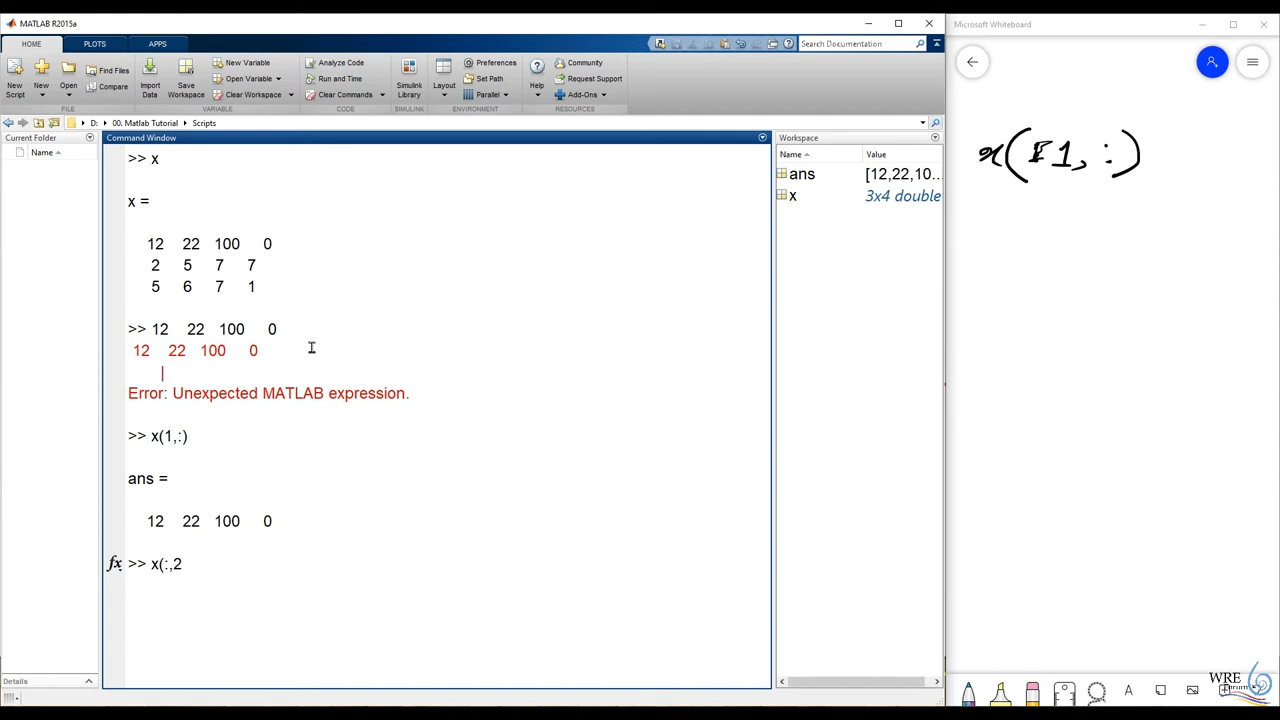 MATLAB R2015a
HOME PLOTS APPS
Search Documentation
New Script
New
Open
Find Files
Compare
FILE
Import Data
Save Workspace
New Variable
Open Variable
Clear Workspace
VARIABLE
Analyze Code
Run and Time
Clear Commands
CODE
Simulink Library
SIMULINK
Layout
Preferences
Set Path
Parallel
ENVIRONMENT
Help
Community
Request Support
Add-Ons
RESOURCES
D: 00. Matlab Tutorial Scripts
Current Folder
Name
Details
Command Window
>> x
x =
12 22 100 0
2 5 7 7
5 6 7 1
>> 12 22 100 0
12 22 100 0
|
Error: Unexpected MATLAB expression.
>> x(1,:)
ans =
12 22 100 0
fx >> x(:,2
Workspace
Name Value
ans [12,22,10...
x 3x4 double
Microsoft Whiteboard
x(1, :)
WRE
Forum